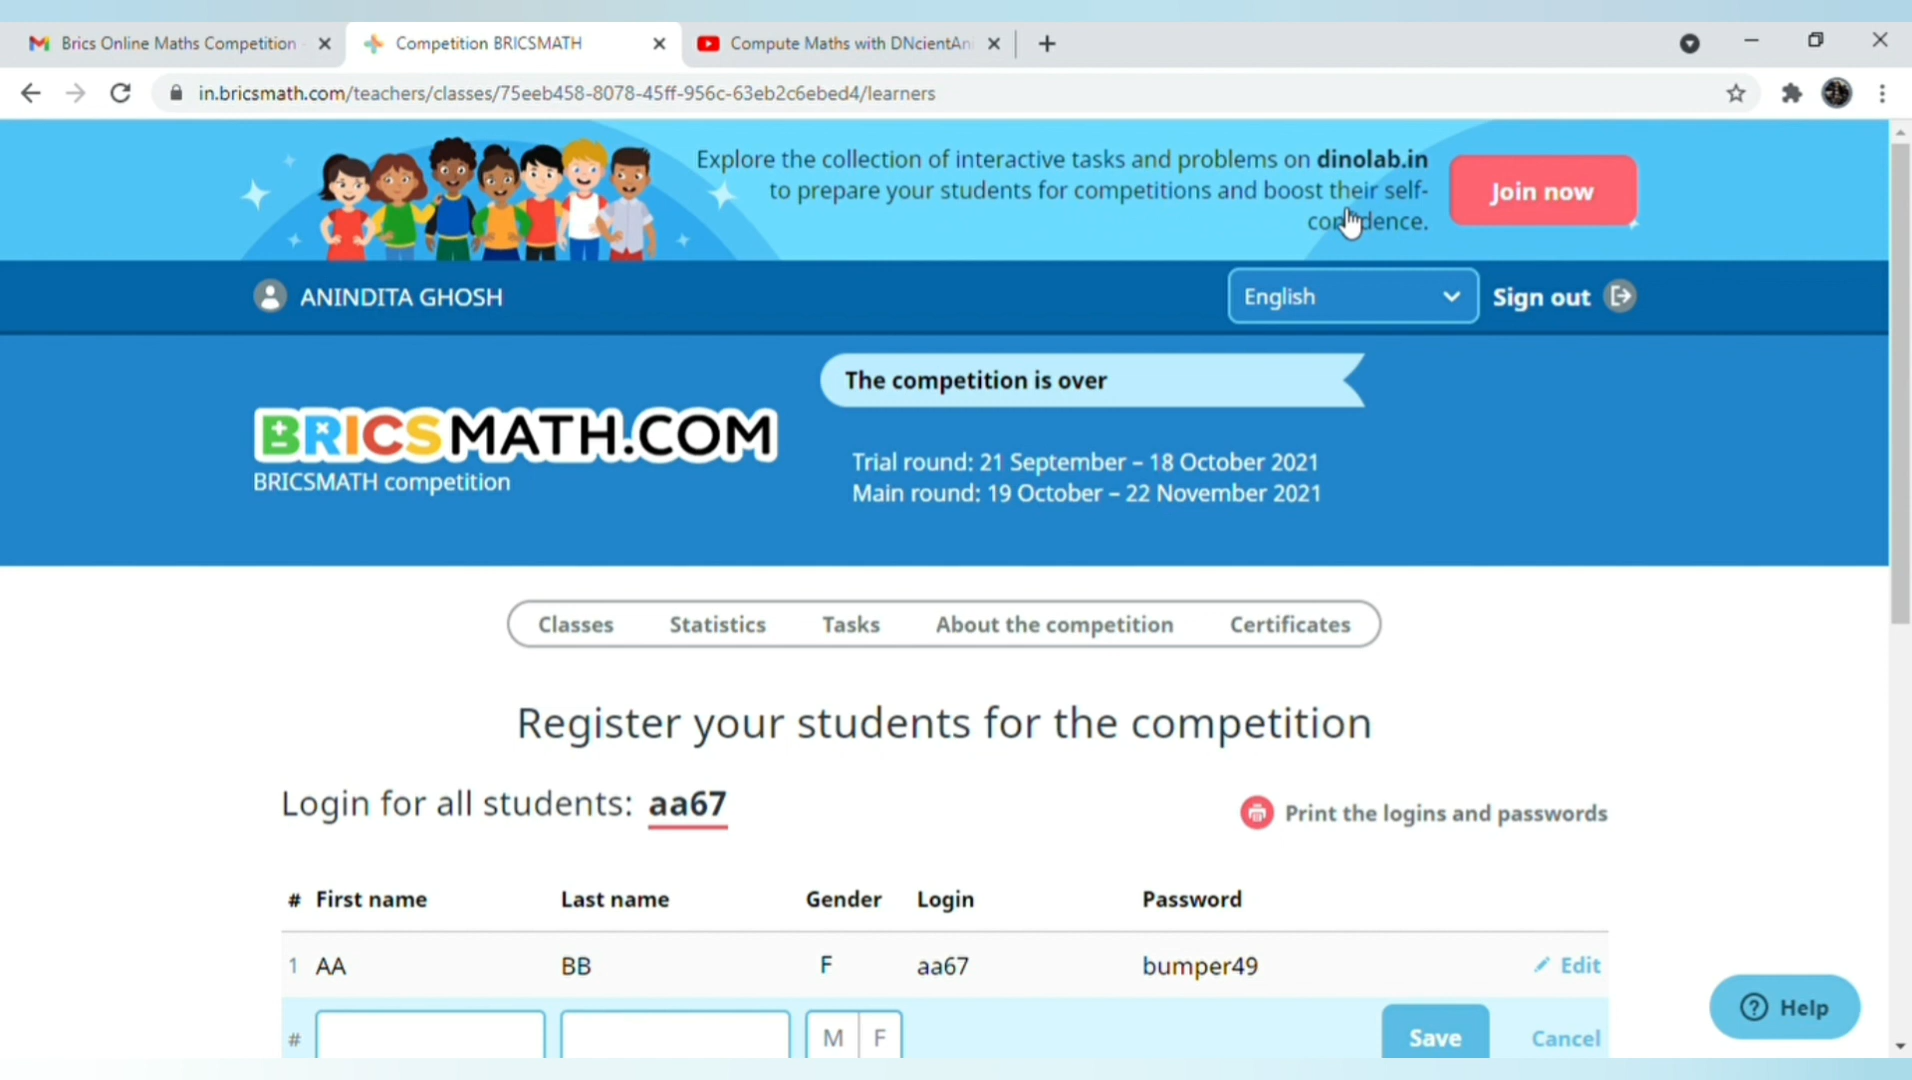 Brics Online Maths Competition
Competition BRICSMATH
Compute Maths with DNcientAn
in.bricsmath.com/teachers/classes/75eeb458-8078-45ff-956c-63eb2c6ebed4/learners
Explore the collection of interactive tasks and problems on dinolab.in
to prepare your students for competitions and boost their self-
confidence.
Join now
ANINDITA GHOSH
English
Sign out
The competition is over
BRICSMATH.COM
BRICSMATH competition
Trial round: 21 September – 18 October 2021
Main round: 19 October – 22 November 2021
Classes Statistics Tasks About the competition Certificates
Register your students for the competition
Login for all students: aa67
Print the logins and passwords
# First name Last name Gender Login Password
1 AA BB F aa67 bumper49 Edit
# M F Save Cancel
Help